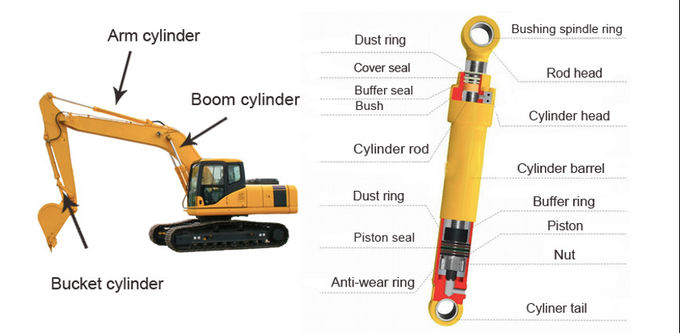 Arm cylinder
Boom cylinder
Bucket cylinder
Dust ring
Cover seal
Buffer seal
Bush
Cylinder rod
Dust ring
Piston seal
Anti-wear ring
Bushing spindle ring
Rod head
Cylinder head
Cylinder barrel
Buffer ring
Piston
Nut
Cyliner tail